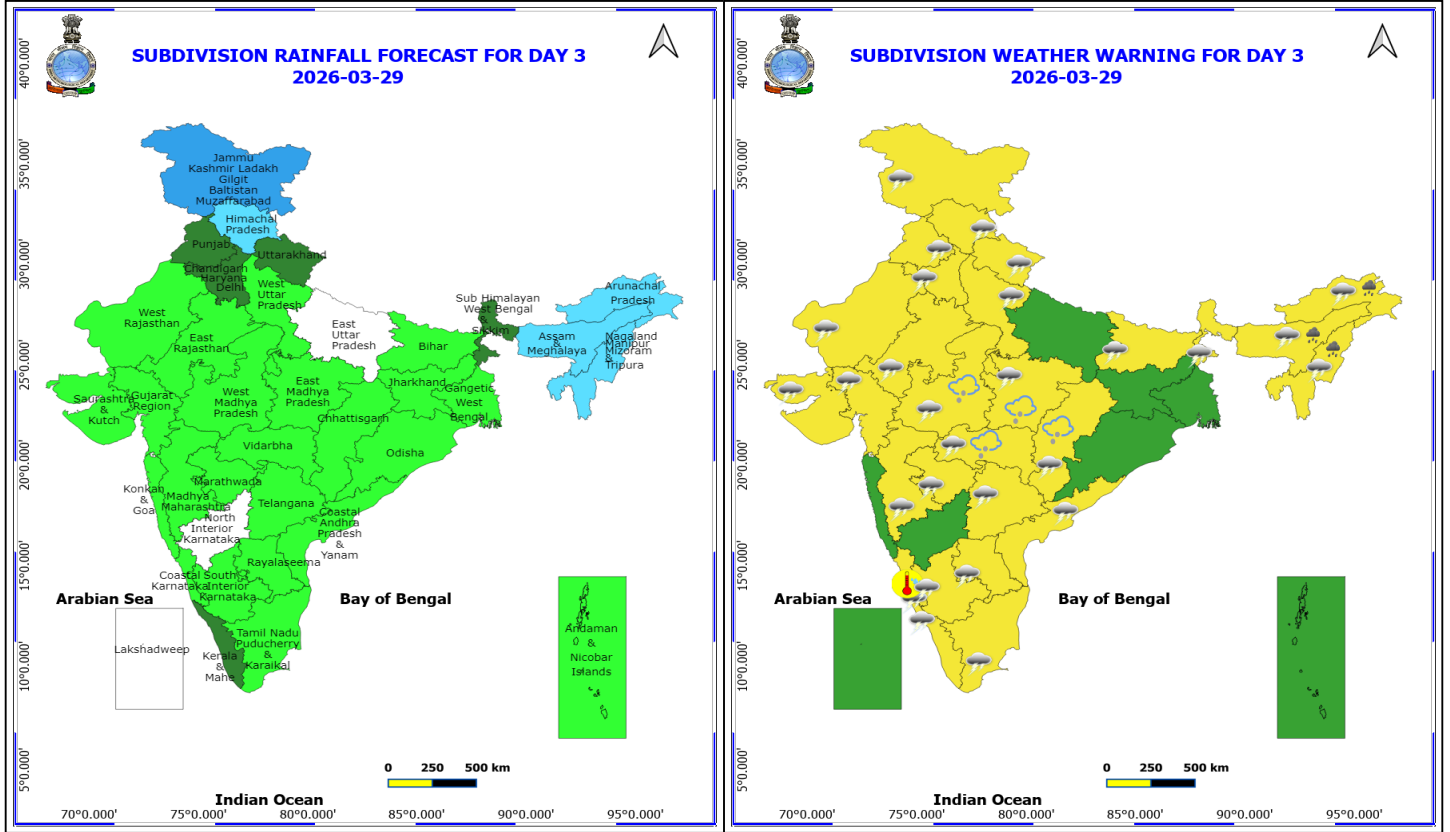 SUBDIVISION RAINFALL FORECAST FOR DAY 3
2026-03-29
40°0.000'
35°0.000'
30°0.000'
25°0.000'
20°0.000'
15°0.000'
10°0.000'
5°0.000'
Jammu
Kashmir Ladakh
Gilgit
Baltistan
Muzaffarabad
Himachal
Pradesh
Punjab
Uttarakhand
Chandigarh
Haryana
Delhi
West
Uttar
Pradesh
West
Rajasthan
East
Rajasthan
East
Uttar
Pradesh
Sub Himalayan
West Bengal
&
Sikkim
Arunachal
Pradesh
Assam
&
Meghalaya
Nagaland
Manipur
Mizoram
&
Tripura
Bihar
Jharkhand
Gangetic
West
Bengal
Saurashtra
&
Kutch
Gujarat
Region
West
Madhya
Pradesh
East
Madhya
Pradesh
Chhattisgarh
Vidarbha
Odisha
Konkan
&
Goa
Madhya
Maharashtra
Marathwada
Telangana
North
Interior
Karnataka
Coastal
Andhra
Pradesh
&
Yanam
Rayalaseema
Coastal
Karnataka
South
Interior
Karnataka
Arabian Sea
Bay of Bengal
Lakshadweep
Kerala
&
Mahe
Tamil Nadu
Puducherry
&
Karaikal
Andaman
&
Nicobar
Islands
0 250 500 km
Indian Ocean
70°0.000' 75°0.000' 80°0.000' 85°0.000' 90°0.000' 95°0.000'
SUBDIVISION WEATHER WARNING FOR DAY 3
2026-03-29
40°0.000'
35°0.000'
30°0.000'
25°0.000'
20°0.000'
15°0.000'
10°0.000'
5°0.000'
Arabian Sea
Bay of Bengal
0 250 500 km
Indian Ocean
70°0.000' 75°0.000' 80°0.000' 85°0.000' 90°0.000' 95°0.000'